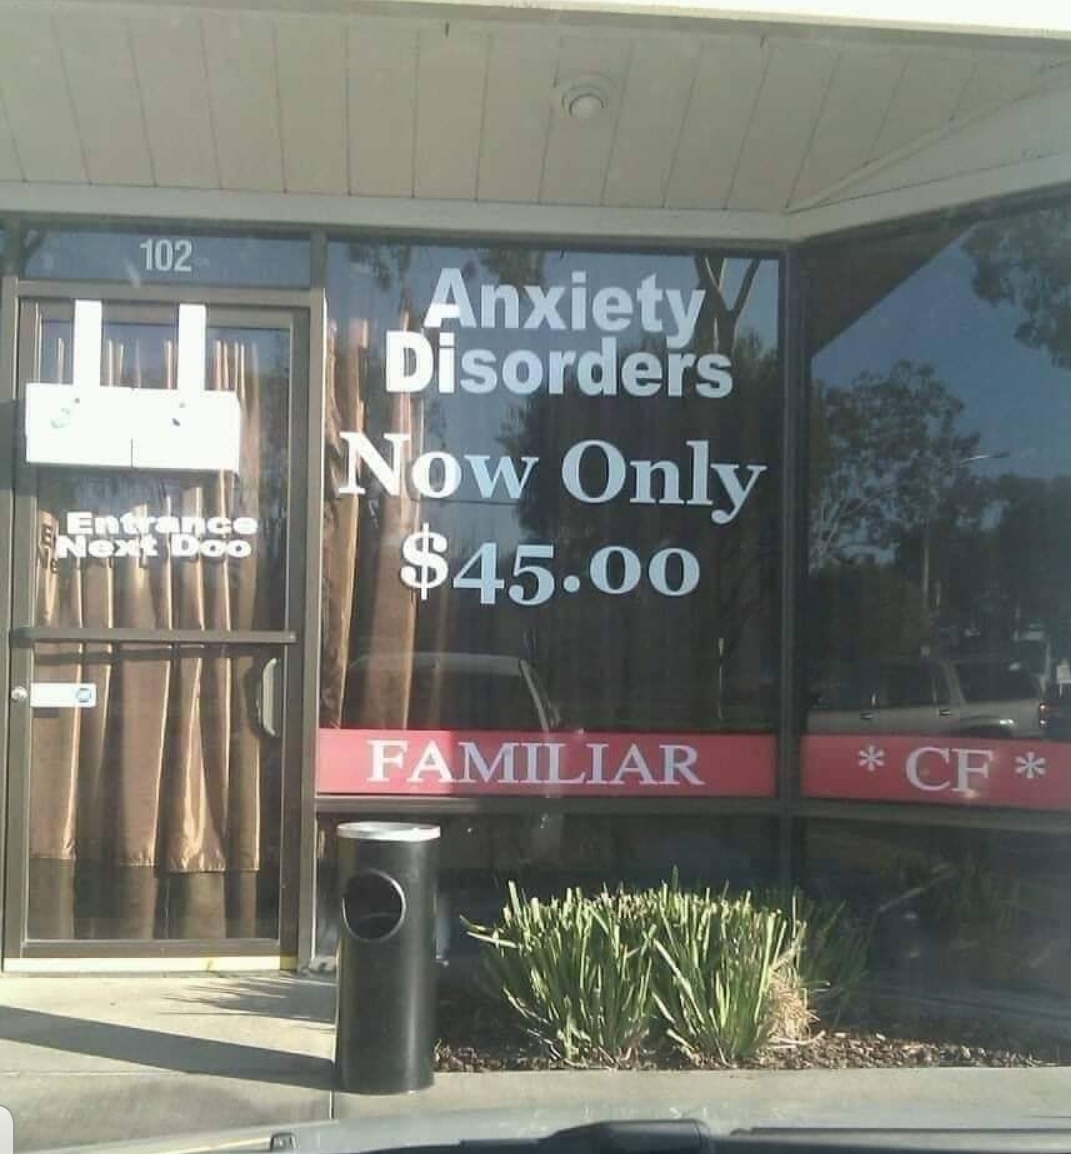 102
Anxiety
Disorders
Now Only
$45.00
Entrance
Next Doo
FAMILIAR
* CF *